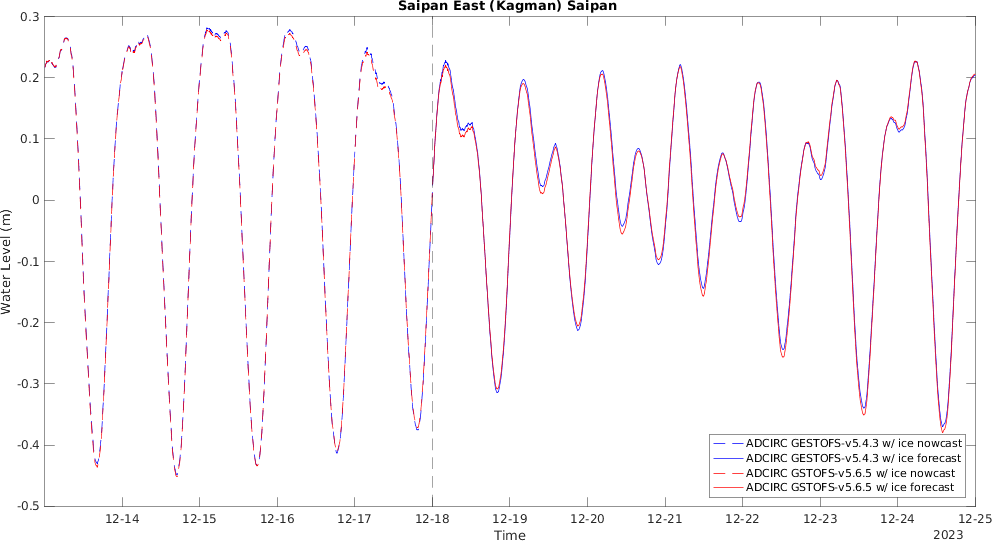 Saipan East (Kagman) Saipan
0.3
0.2
0.1
0
-0.1
-0.2
-0.3
-0.4
-0.5
Water Level (m)
12-14 12-15 12-16 12-17 12-18 12-19 12-20 12-21 12-22 12-23 12-24 12-25
Time
2023
ADCIRC GESTOFS-v5.4.3 w/ ice nowcast
ADCIRC GESTOFS-v5.4.3 w/ ice forecast
ADCIRC GSTOFS-v5.6.5 w/ ice nowcast
ADCIRC GSTOFS-v5.6.5 w/ ice forecast